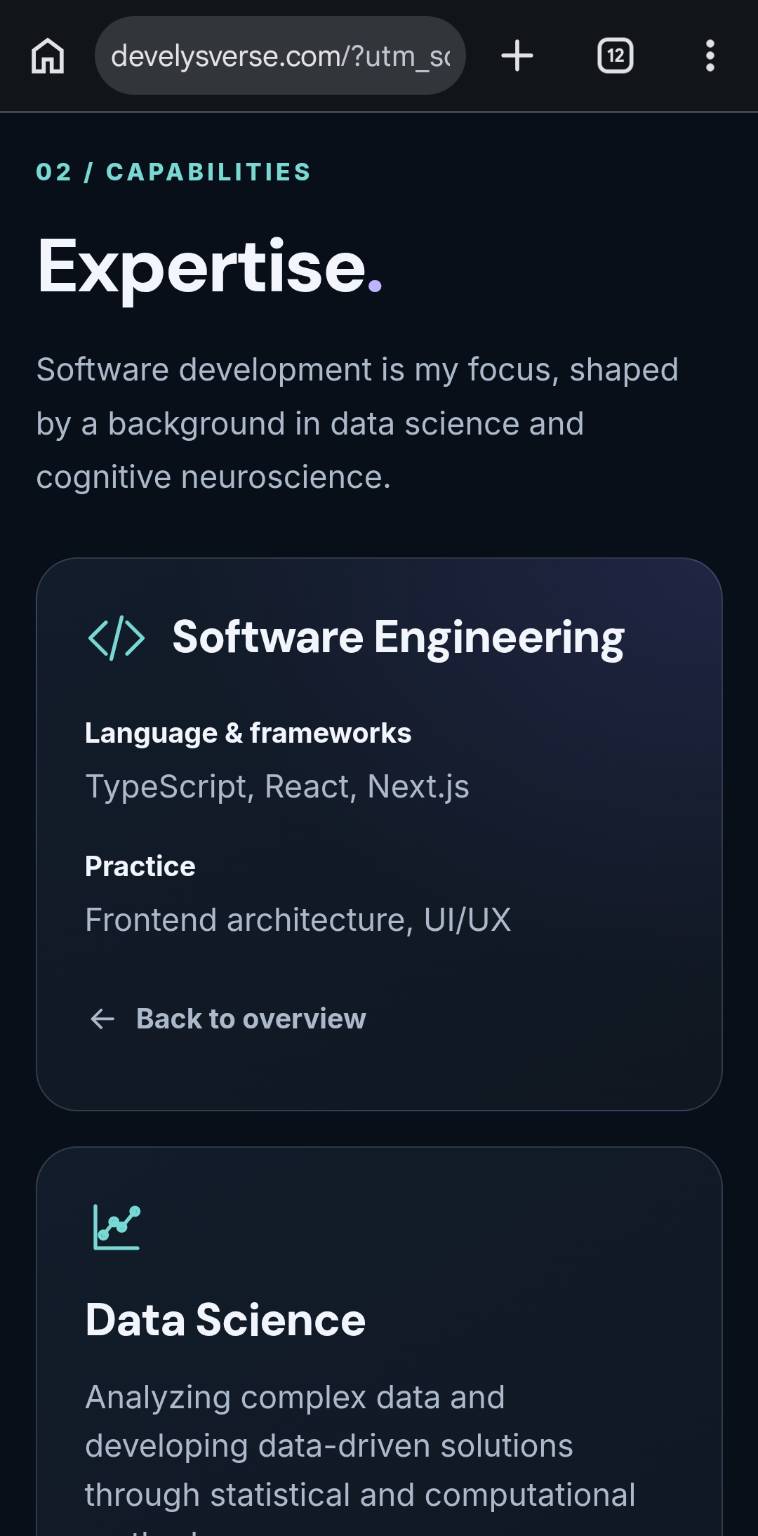 develysverse.com/?utm_sc
12
02 / CAPABILITIES
Expertise.
Software development is my focus, shaped
by a background in data science and
cognitive neuroscience.
</> Software Engineering
Language & frameworks
TypeScript, React, Next.js
Practice
Frontend architecture, UI/UX
← Back to overview
Data Science
Analyzing complex data and
developing data-driven solutions
through statistical and computational